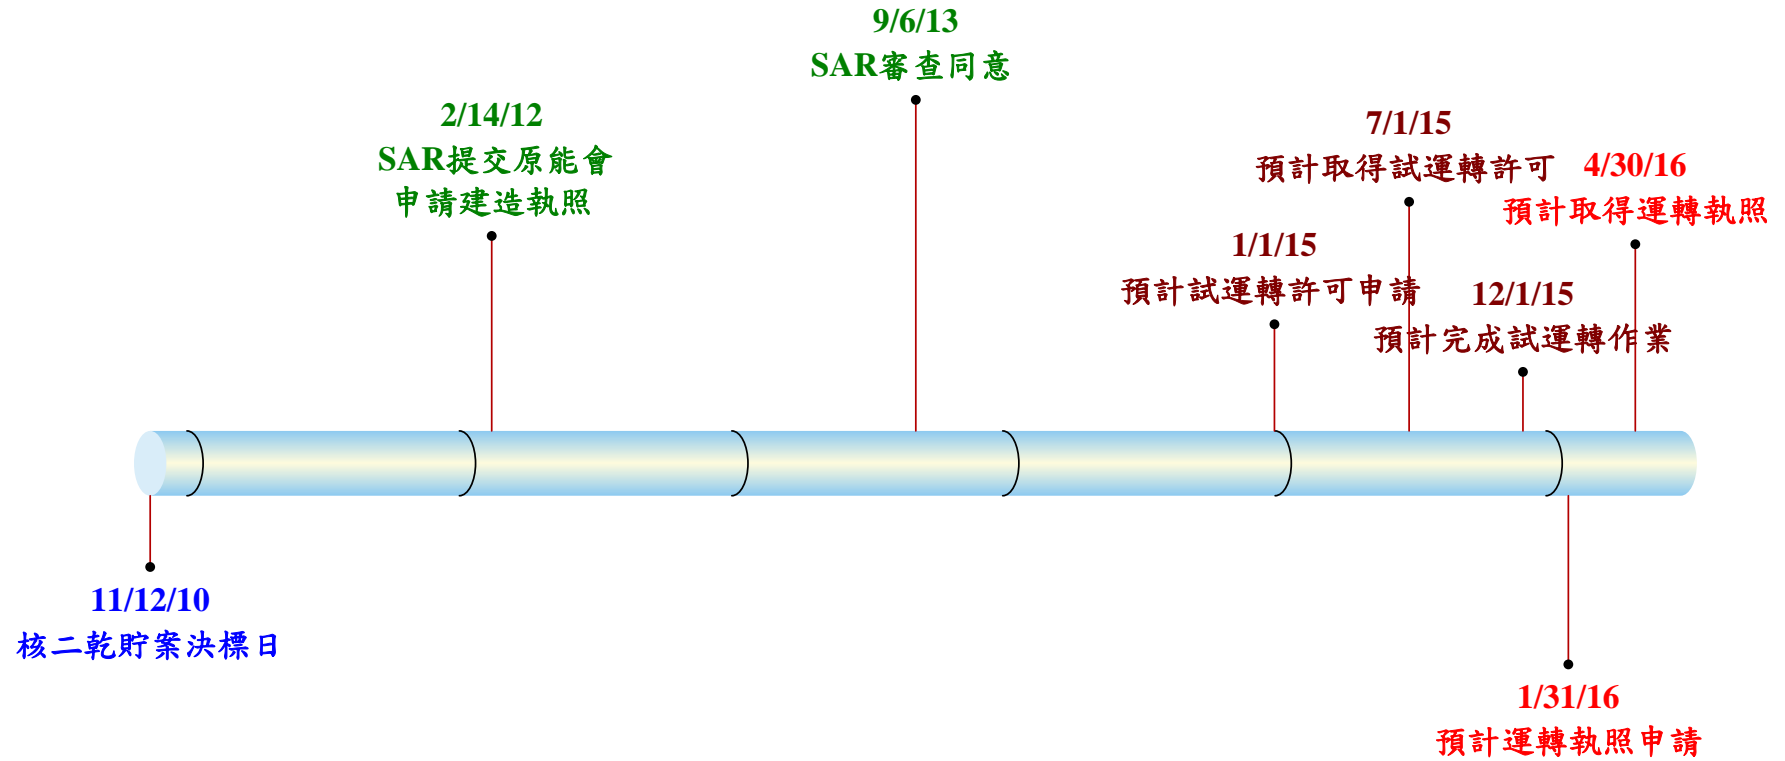 9/6/13
SAR審查同意
2/14/12
SAR提交原能會
申請建造執照
7/1/15
預計取得試運轉許可
4/30/16
預計取得運轉執照
1/1/15
預計試運轉許可申請
12/1/15
預計完成試運轉作業
11/12/10
核二乾貯案決標日
1/31/16
預計運轉執照申請